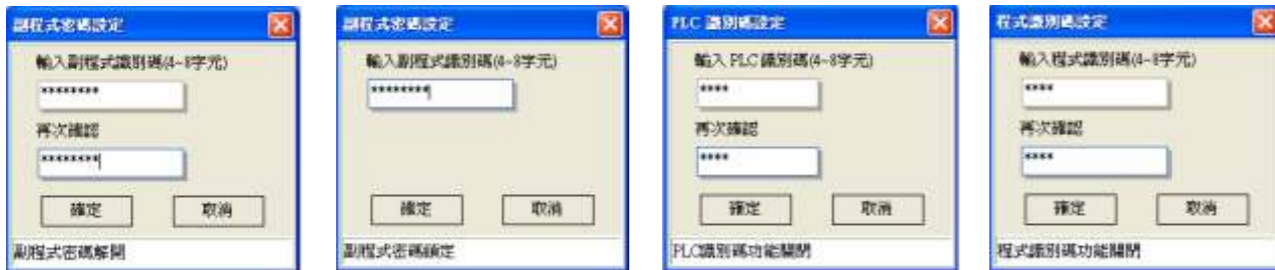 副程式密碼設定
輸入副程式識別碼(4~8字元)
********
再次確認
********
確定 取消
副程式密碼解開
副程式密碼設定
輸入副程式識別碼(4~8字元)
********
確定 取消
副程式密碼鎖定
PLC 識別碼設定
輸入 PLC 識別碼(4~8字元)
****
再次確認
****
確定 取消
PLC識別碼功能關閉
程式識別碼設定
輸入程式識別碼(4~8字元)
****
再次確認
****
確定 取消
程式識別碼功能關閉